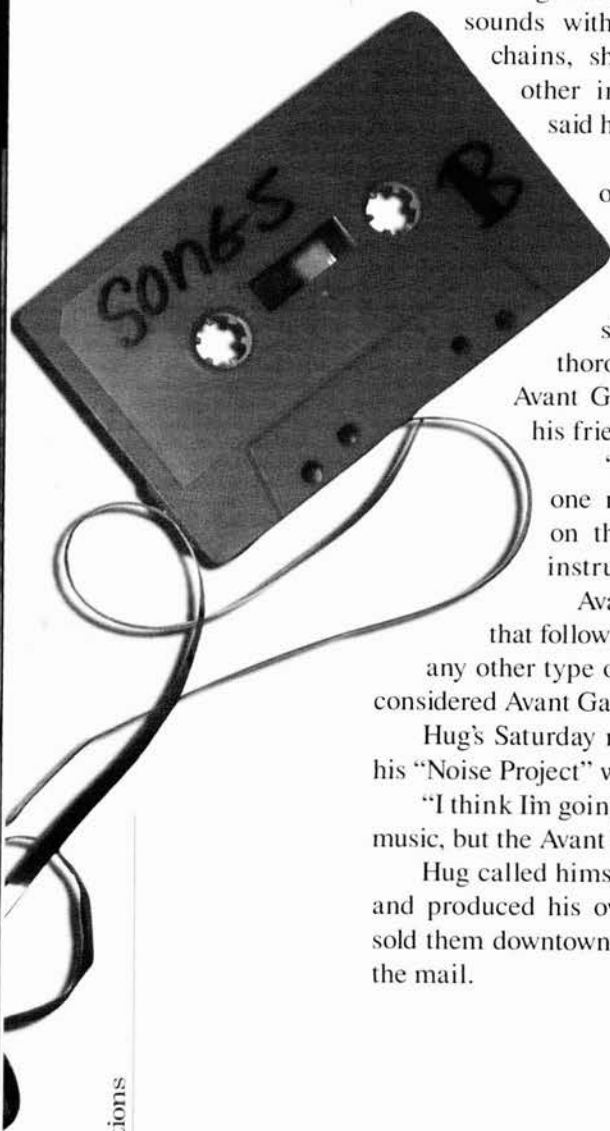 sounds with
chains, sh
other in
said h
o
s
thoro
Avant G
his frie
“
one r
on th
instru
Ava
that follow
any other type o
considered Avant Ga
Hug's Saturday r
his “Noise Project” w
“I think I'm goin
music, but the Avant
Hug called hims
and produced his ov
sold them downtown
the mail.
SONGS
B
tions